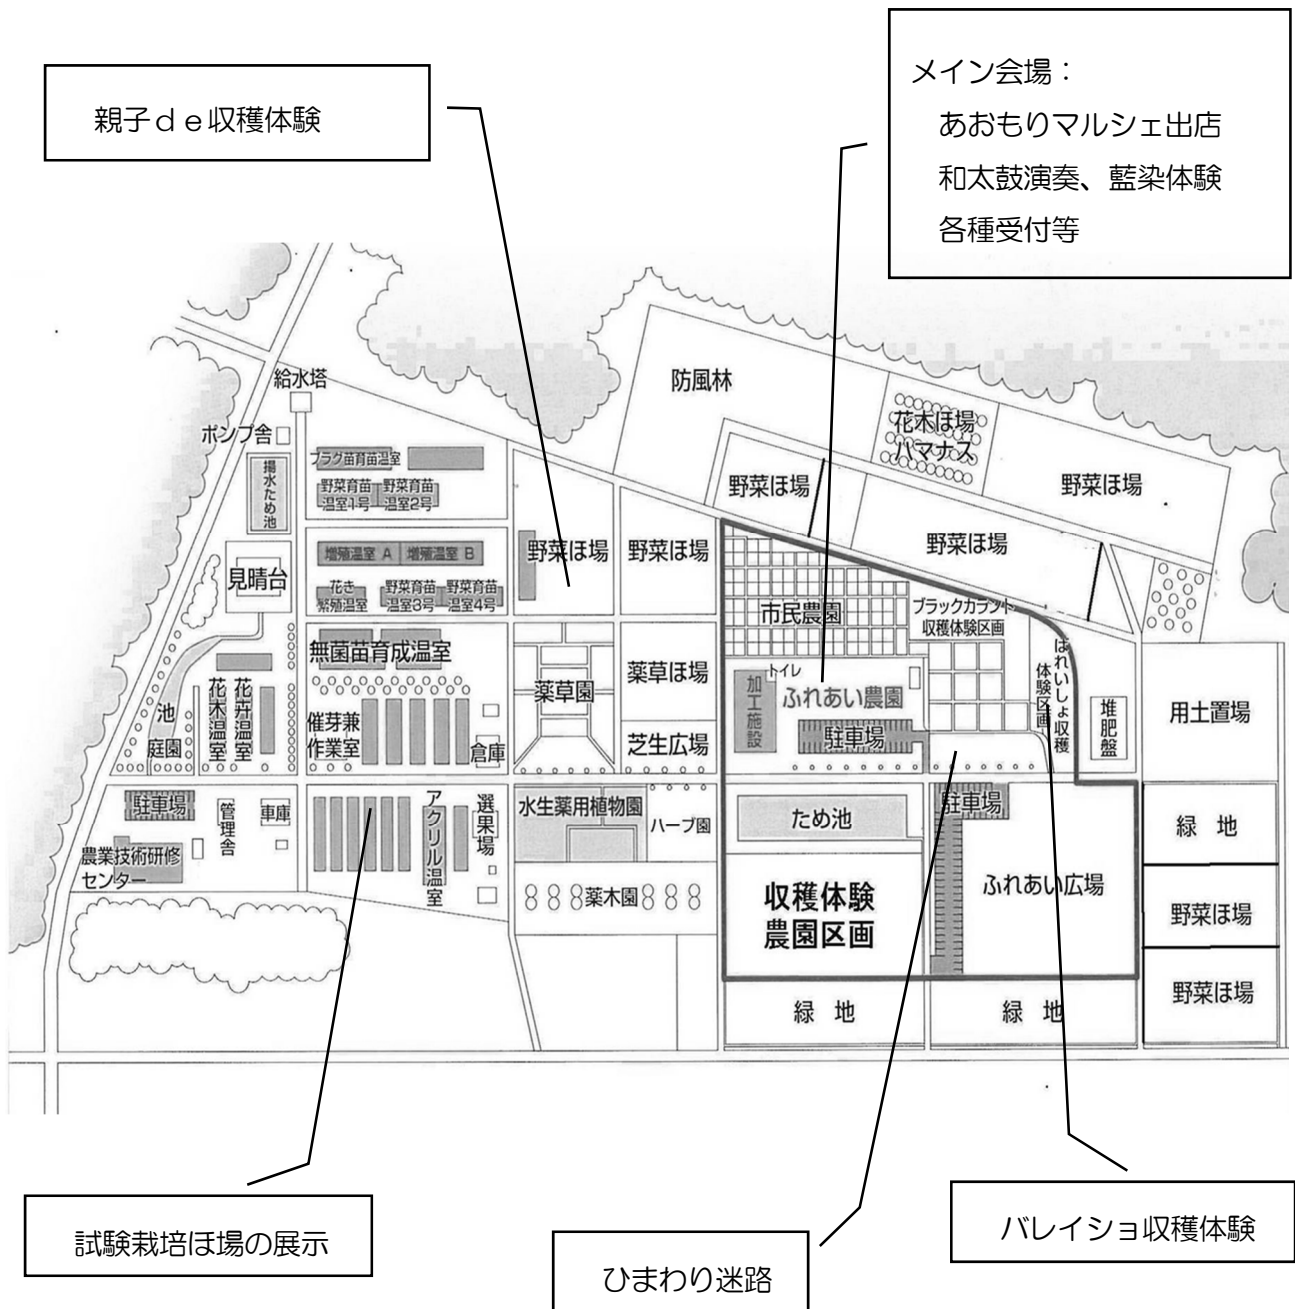 親子ｄｅ収穫体験
メイン会場：
あおもりマルシェ出店
和太鼓演奏、藍染体験
各種受付等
給水塔
ポンプ舎
揚水ため池
見晴台
プラグ苗育苗温室
野菜育苗
温室1号
野菜育苗
温室2号
増殖温室 A
増殖温室 B
花き
繁殖温室
野菜育苗
温室3号
野菜育苗
温室4号
野菜ほ場
野菜ほ場
防風林
花木ほ場
ハマナス
野菜ほ場
野菜ほ場
野菜ほ場
市民農園
ブラックカラント
収穫体験区画
ばれいしょ収穫
体験区画
無菌苗育成温室
催芽兼
作業室
倉庫
池
庭園
花木温室
花卉温室
薬草園
薬草ほ場
芝生広場
トイレ
加工施設
ふれあい農園
駐車場
堆肥盤
用土置場
駐車場
管理舎
車庫
農業技術研修
センター
アクリル温室
選果場
水生薬用植物園
ハーブ園
薬木園
ため池
収穫体験
農園区画
駐車場
ふれあい広場
緑 地
野菜ほ場
野菜ほ場
緑 地
緑 地
試験栽培ほ場の展示
ひまわり迷路
バレイショ収穫体験